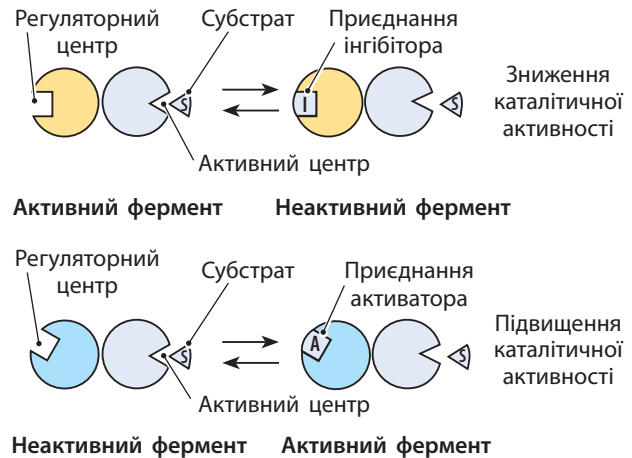 Регуляторний
центр
Субстрат
Приєднання
інгібітора
S
I
S
Зниження
каталітичної
активності
Активний центр
Активний фермент
Неактивний фермент
Регуляторний
центр
Субстрат
Приєднання
активатора
S
A
S
Підвищення
каталітичної
активності
Активний центр
Неактивний фермент
Активний фермент